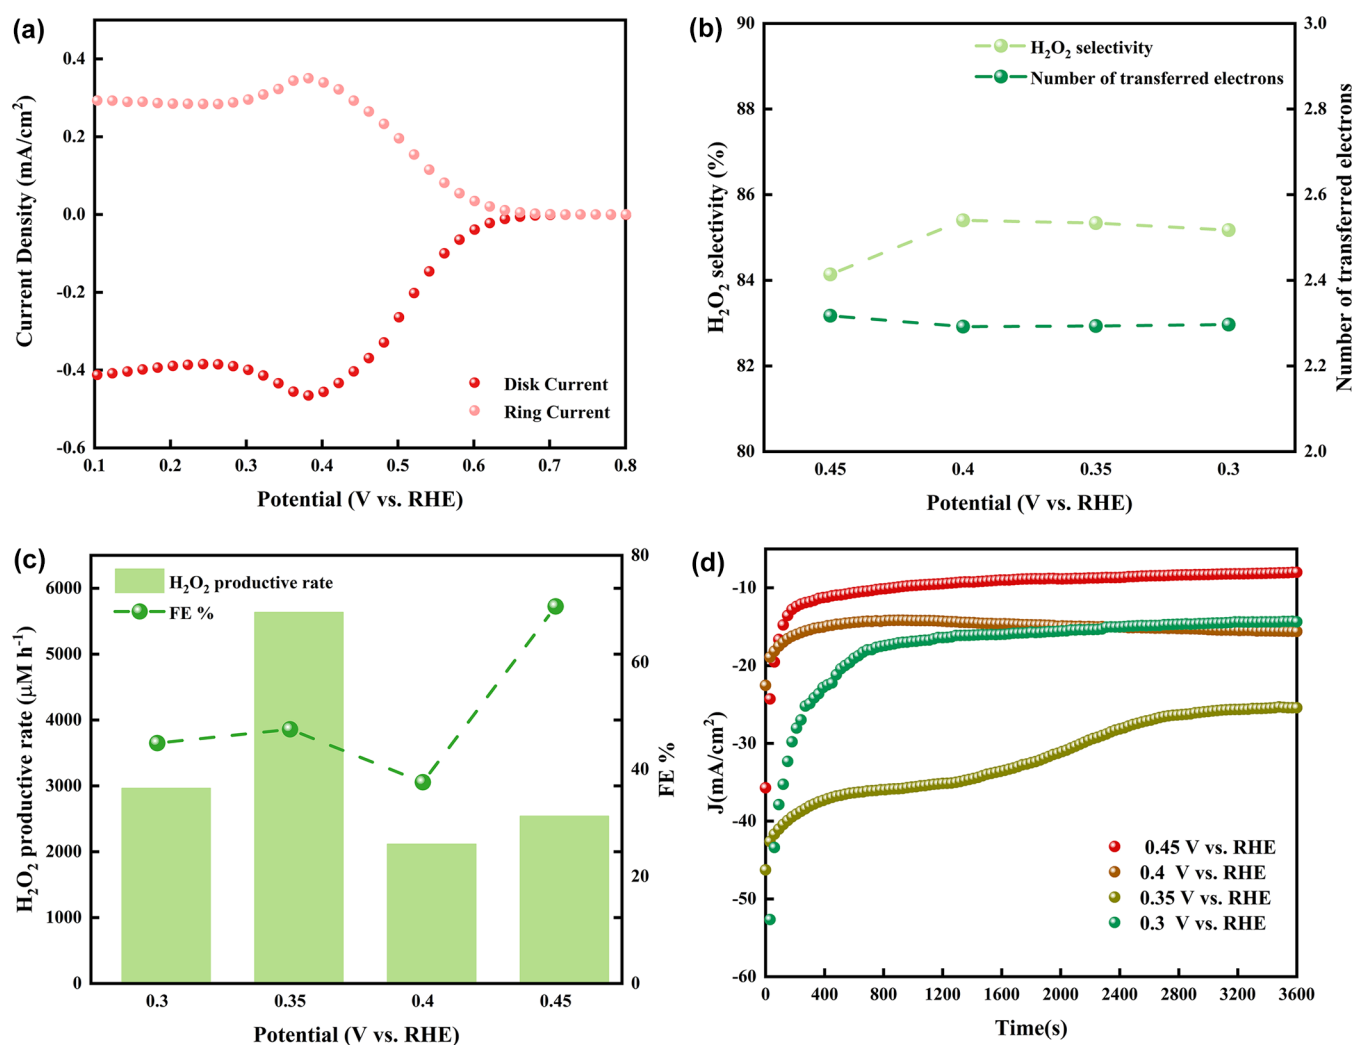 (a)
0.4
0.2
0.0
-0.2
-0.4
-0.6
Current Density (mA/cm²)
Disk Current
Ring Current
0.1 0.2 0.3 0.4 0.5 0.6 0.7 0.8
Potential (V vs. RHE)
(b)
90
88
86
84
82
80
H₂O₂ selectivity (%)
H₂O₂ selectivity
Number of transferred electrons
3.0
2.8
2.6
2.4
2.2
2.0
Number of transferred electrons
0.45 0.4 0.35 0.3
Potential (V vs. RHE)
(c)
6000
5000
4000
3000
2000
1000
0
H₂O₂ productive rate (μM h⁻¹)
H₂O₂ productive rate
FE %
80
60
40
20
0
FE %
0.3 0.35 0.4 0.45
Potential (V vs. RHE)
(d)
-10
-20
-30
-40
-50
-60
J(mA/cm²)
0.45 V vs. RHE
0.4 V vs. RHE
0.35 V vs. RHE
0.3 V vs. RHE
0 400 800 1200 1600 2000 2400 2800 3600
Time(s)